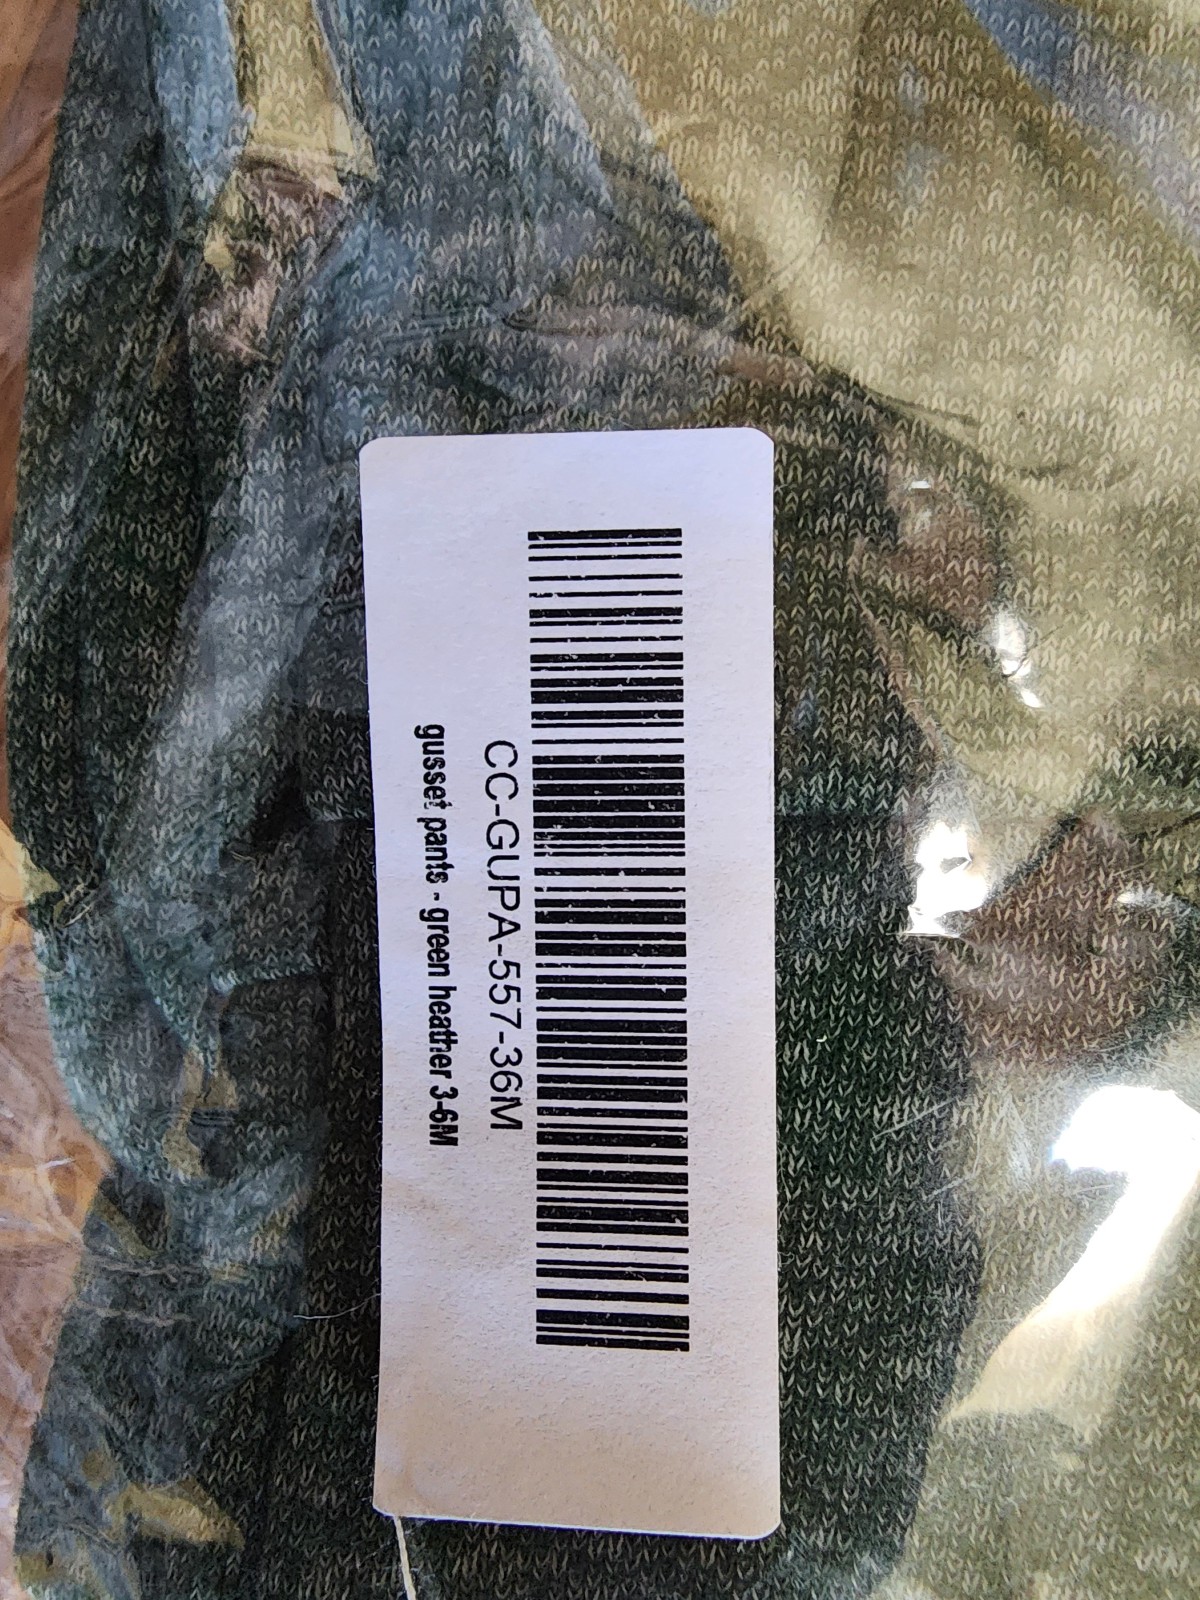 CC-GUPA-557-36M
gusset pants - green heather 3-6M